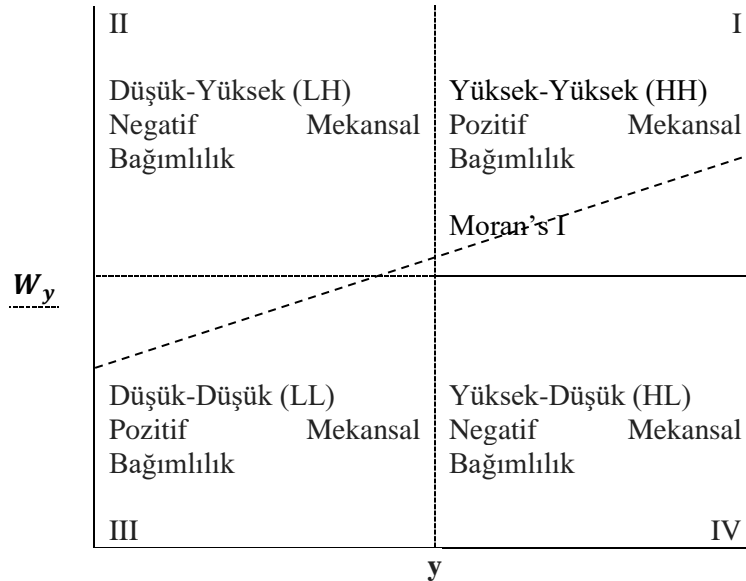 II
I
Düşük-Yüksek (LH)
Negatif Mekansal
Bağımlılık
Yüksek-Yüksek (HH)
Pozitif Mekansal
Bağımlılık
Moran’s I
W_y
Düşük-Düşük (LL)
Pozitif Mekansal
Bağımlılık
Yüksek-Düşük (HL)
Negatif Mekansal
Bağımlılık
III
IV
y